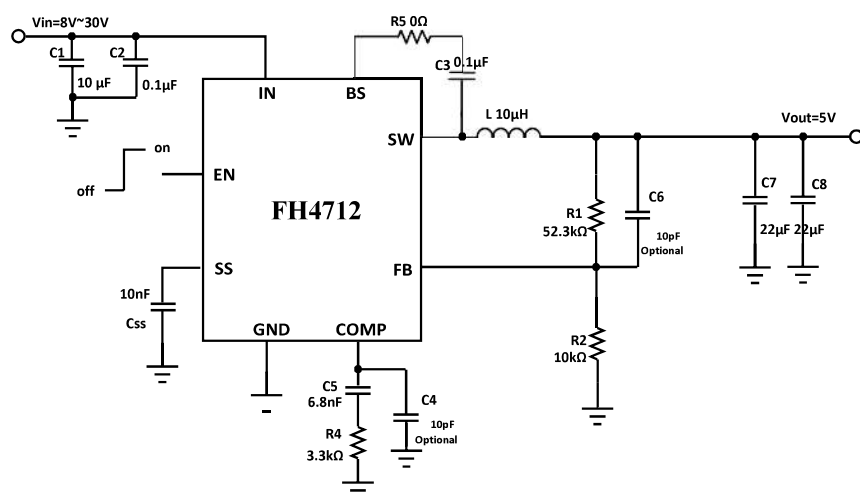 Vin=8V~30V
C1
10 µF
C2
0.1µF
R5 0Ω
C3 0.1µF
IN
BS
SW
L 10µH
Vout=5V
on
off
EN
FH4712
R1
52.3kΩ
C6
10pF
Optional
C7
22µF
C8
22µF
SS
FB
10nF
Css
GND
COMP
R2
10kΩ
C5
6.8nF
C4
10pF
Optional
R4
3.3kΩ